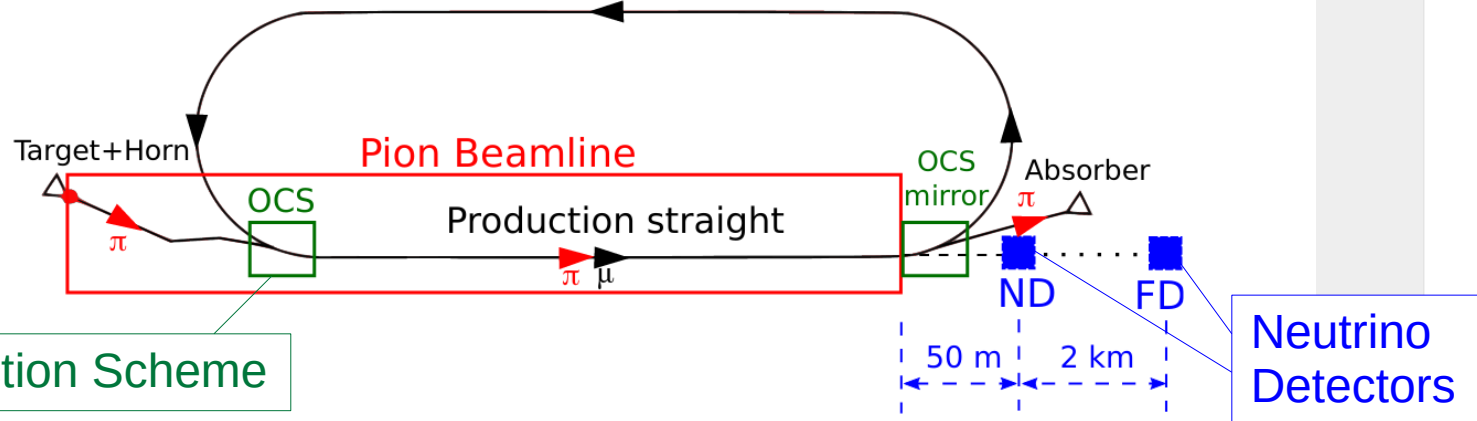 Target+Horn
Pion Beamline
OCS
mirror
Absorber
π
OCS
Production straight
π
π
μ
ND
FD
50 m
2 km
Neutrino
Detectors
tion Scheme